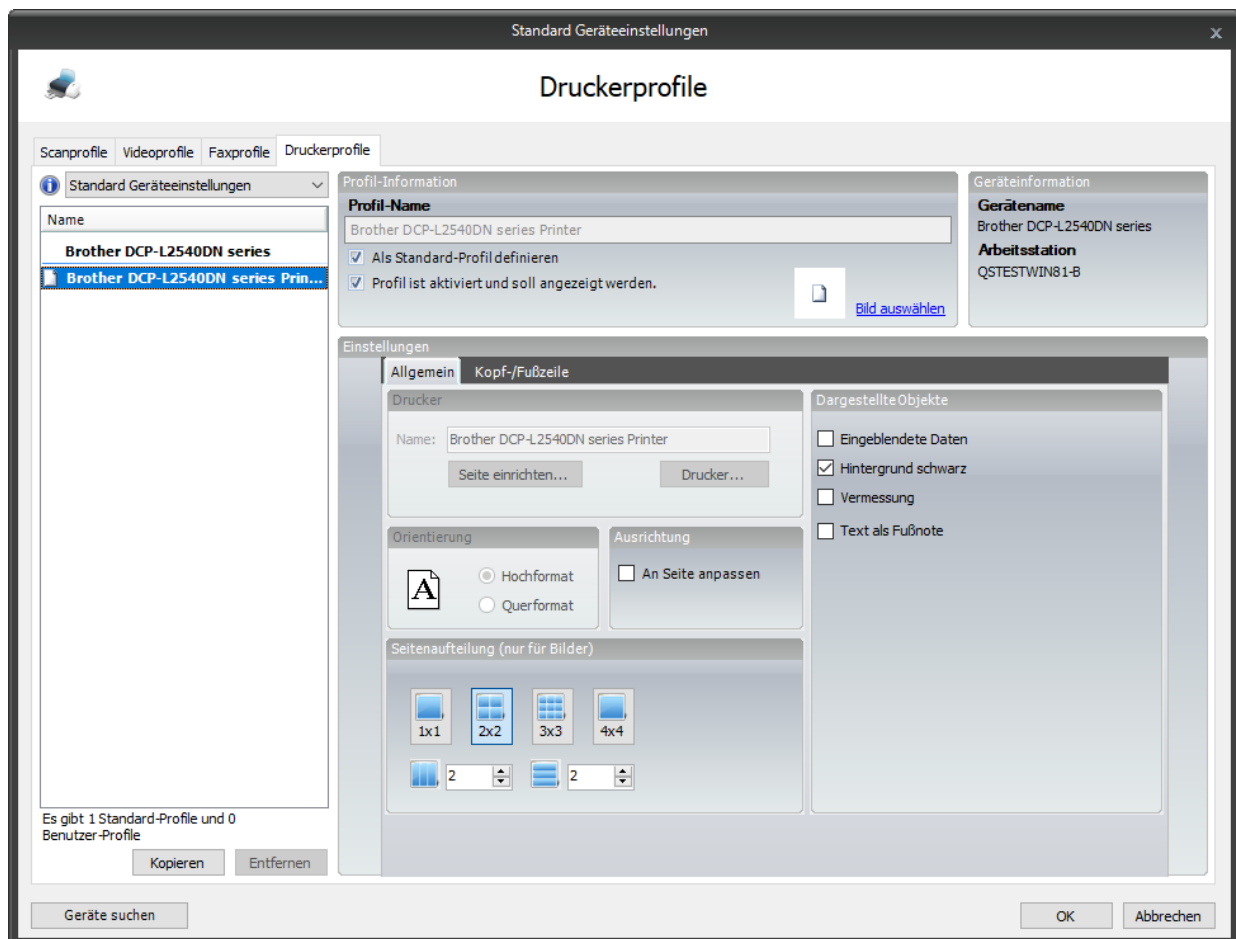 Standard Geräteeinstellungen
x
Druckerprofile
Scanprofile Videoprofile Faxprofile Druckerprofile
Standard Geräteeinstellungen
Name
Brother DCP-L2540DN series
Brother DCP-L2540DN series Prin...
Es gibt 1 Standard-Profile und 0
Benutzer-Profile
Kopieren Entfernen
Profil-Information
Profil-Name
Brother DCP-L2540DN series Printer
Als Standard-Profil definieren
Profil ist aktiviert und soll angezeigt werden.
Bild auswählen
Geräteinformation
Gerätename
Brother DCP-L2540DN series
Arbeitsstation
QSTESTWIN81-B
Einstellungen
Allgemein Kopf-/Fußzeile
Drucker
Name: Brother DCP-L2540DN series Printer
Seite einrichten... Drucker...
Orientierung
A
Hochformat
Querformat
Ausrichtung
An Seite anpassen
Seitenaufteilung (nur für Bilder)
1x1 2x2 3x3 4x4
2 2
Dargestellte Objekte
Eingeblendete Daten
Hintergrund schwarz
Vermessung
Text als Fußnote
Geräte suchen
OK Abbrechen